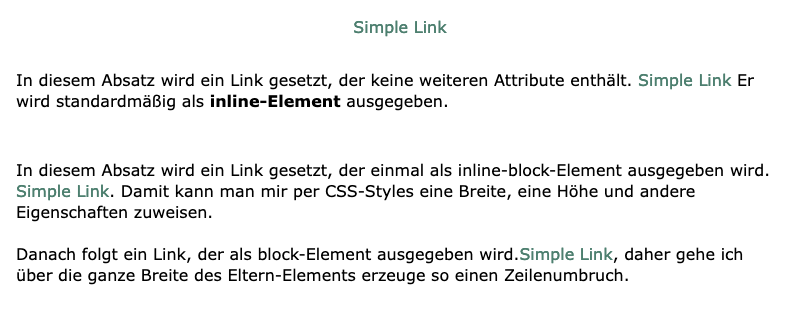 Simple Link
In diesem Absatz wird ein Link gesetzt, der keine weiteren Attribute enthält. Simple Link Er
wird standardmäßig als inline-Element ausgegeben.
In diesem Absatz wird ein Link gesetzt, der einmal als inline-block-Element ausgegeben wird.
Simple Link. Damit kann man mir per CSS-Styles eine Breite, eine Höhe und andere
Eigenschaften zuweisen.
Danach folgt ein Link, der als block-Element ausgegeben wird.Simple Link, daher gehe ich
über die ganze Breite des Eltern-Elements erzeuge so einen Zeilenumbruch.